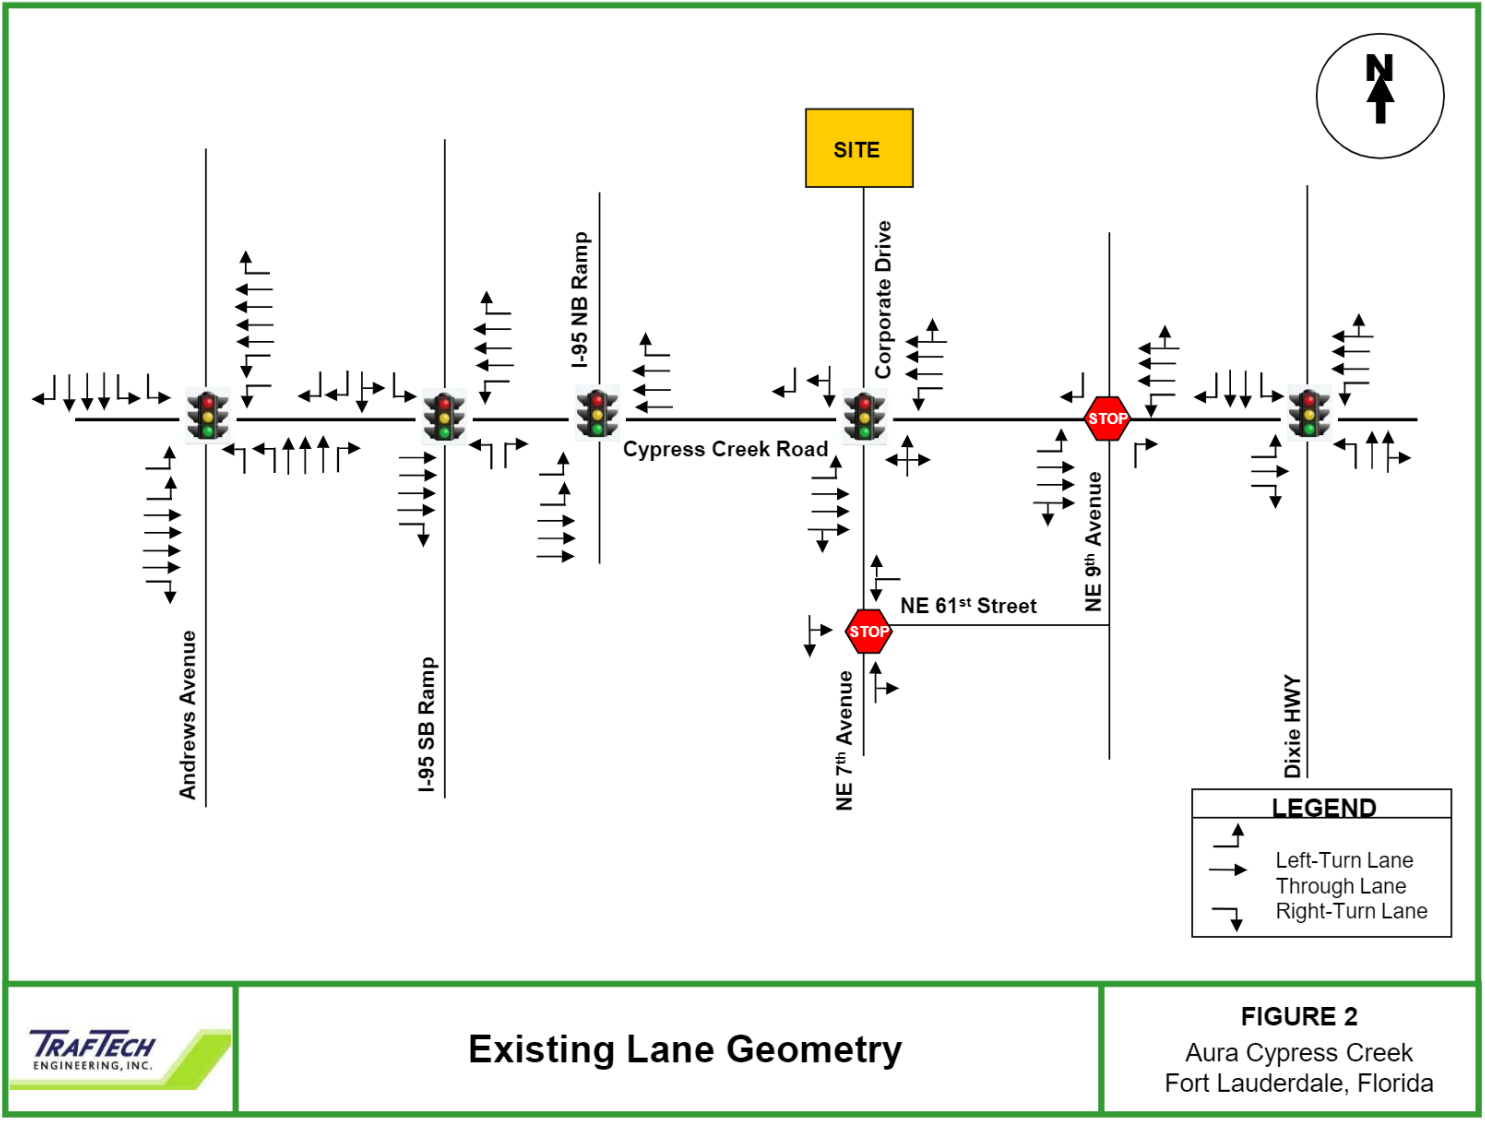 N
SITE
Corporate Drive
I-95 NB Ramp
STOP
Cypress Creek Road
NE 9th Avenue
NE 61st Street
STOP
Andrews Avenue
I-95 SB Ramp
NE 7th Avenue
Dixie HWY
LEGEND
Left-Turn Lane
Through Lane
Right-Turn Lane
TRAFTECH
ENGINEERING, INC.
Existing Lane Geometry
FIGURE 2
Aura Cypress Creek
Fort Lauderdale, Florida